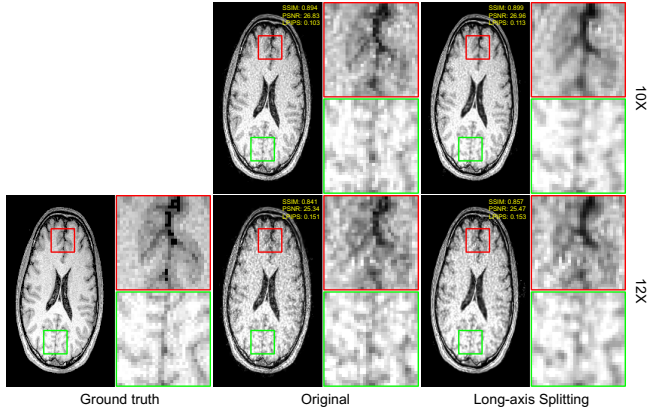 SSIM: 0.894
PSNR: 26.83
LPIPS: 0.103
SSIM: 0.899
PSNR: 26.96
LPIPS: 0.113
10X
SSIM: 0.841
PSNR: 25.34
LPIPS: 0.151
SSIM: 0.857
PSNR: 25.47
LPIPS: 0.153
12X
Ground truth
Original
Long-axis Splitting